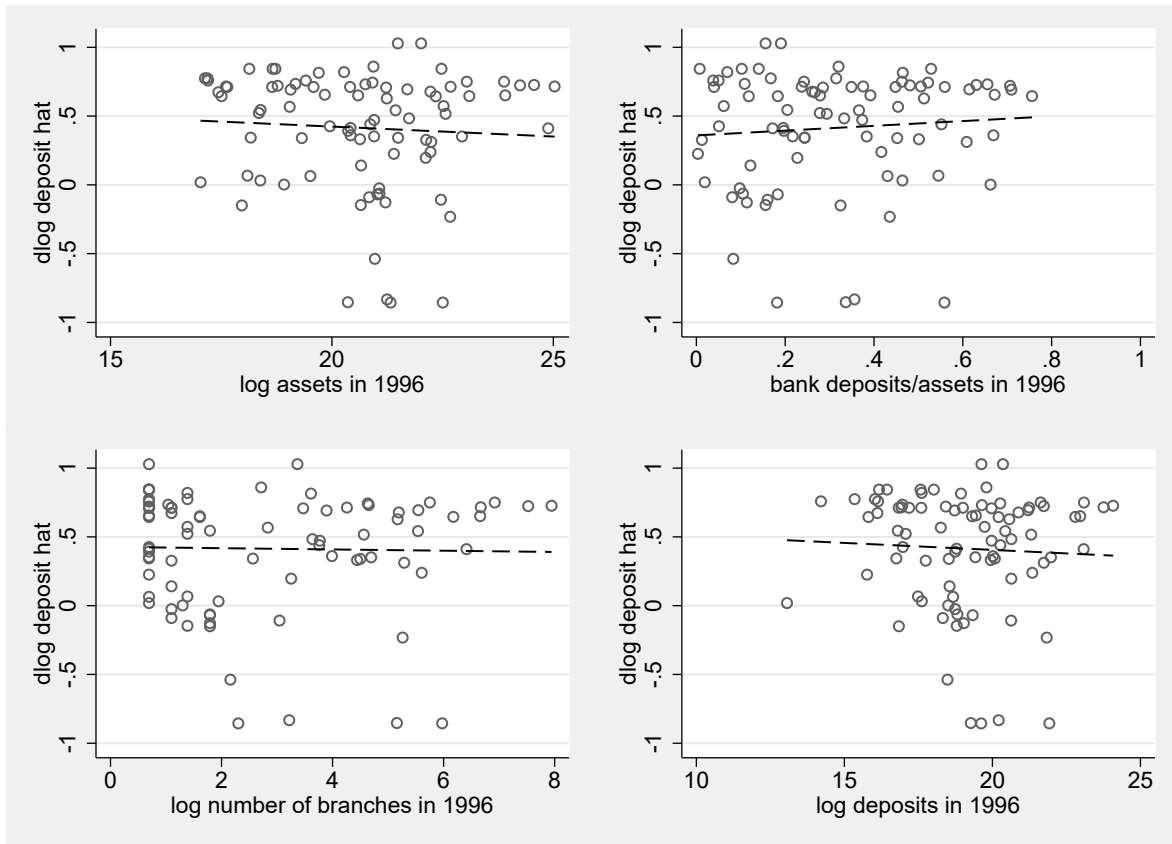 dlog deposit hat
1
.5
0
-.5
-1
15 20 25
log assets in 1996
dlog deposit hat
1
.5
0
-.5
-1
0 .2 .4 .6 .8 1
bank deposits/assets in 1996
dlog deposit hat
1
.5
0
-.5
-1
0 2 4 6 8
log number of branches in 1996
dlog deposit hat
1
.5
0
-.5
-1
10 15 20 25
log deposits in 1996